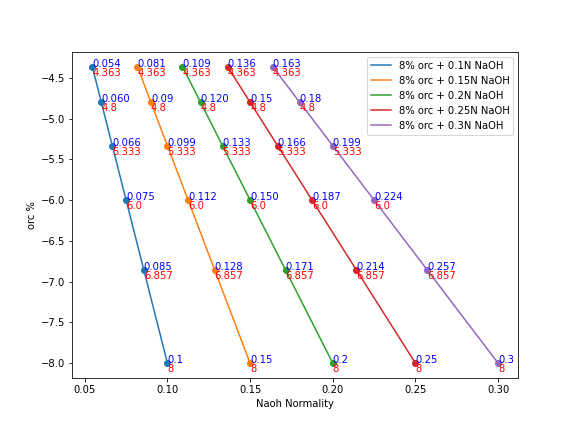 8% orc + 0.1N NaOH
8% orc + 0.15N NaOH
8% orc + 0.2N NaOH
8% orc + 0.25N NaOH
8% orc + 0.3N NaOH
0.054 0.081 0.109 0.136 0.163
4.363 4.363 4.363 4.363 4.363
−4.5
0.060 0.09 0.120 0.15 0.18
4.8 4.8 4.8 4.8 4.8
−5.0
0.066 0.099 0.133 0.166 0.199
5.333 5.333 5.333 5.333 5.333
−5.5
0.075 0.112 0.150 0.187 0.224
−6.0
6.0 6.0 6.0 6.0 6.0
orc %
−6.5
0.085 0.128 0.171 0.214 0.257
6.857 6.857 6.857 6.857 6.857
−7.0
−7.5
0.1 0.15 0.2 0.25 0.3
−8.0
8 8 8 8 8
0.05 0.10 0.15 0.20 0.25 0.30
Naoh Normality